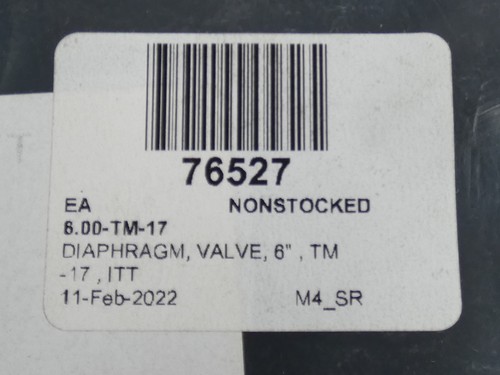 76527
EA NONSTOCKED
6.00-TM-17
DIAPHRAGM, VALVE, 6" , TM
-17 , ITT
11-Feb-2022 M4_SR
T